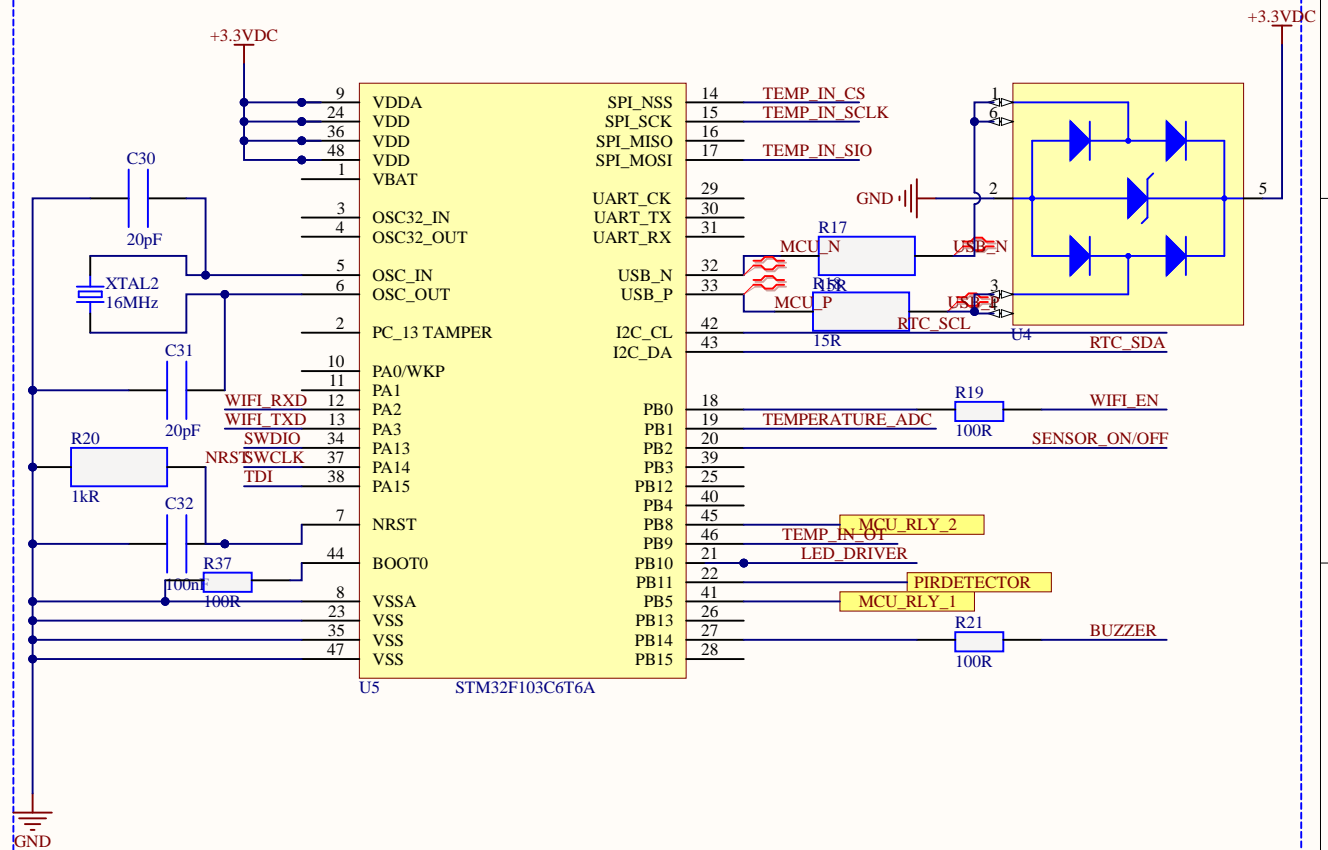 +3.3VDC
+3.3VDC
9 VDDA SPI_NSS 14 TEMP_IN_CS
24 VDD SPI_SCK 15 TEMP_IN_SCLK
36 VDD SPI_MISO 16
48 VDD SPI_MOSI 17 TEMP_IN_SIO
1 VBAT
C30
20pF
UART_CK 29
3 OSC32_IN UART_TX 30
4 OSC32_OUT UART_RX 31
1
6
GND 2
5
R17
MCU_N USB_N
5 OSC_IN USB_N 32
6 OSC_OUT USB_P 33
XTAL2
16MHz
R18
15R
3
MCU_P USB_P
4
2 PC_13 TAMPER I2C_CL 42 RTC_SCL
15R
U4
I2C_DA 43 RTC_SDA
C31
20pF
10 PA0/WKP
11 PA1
WIFI_RXD 12 PA2 PB0 18 R19 WIFI_EN
100R
WIFI_TXD 13 PA3 PB1 19 TEMPERATURE_ADC
SWDIO 34 PA13 PB2 20 SENSOR_ON/OFF
R20
1kR
NRST SWCLK 37 PA14 PB3 39
TDI 38 PA15 PB12 25
PB4 40
C32
100nF
7 NRST PB8 45 MCU_RLY_2
PB9 46 TEMP_IN_OT
44 BOOT0 PB10 21 LED_DRIVER
R37
100R
PB11 22 PIRDETECTOR
8 VSSA PB5 41 MCU_RLY_1
23 VSS PB13 26
35 VSS PB14 27 R21 BUZZER
100R
47 VSS PB15 28
U5 STM32F103C6T6A
GND